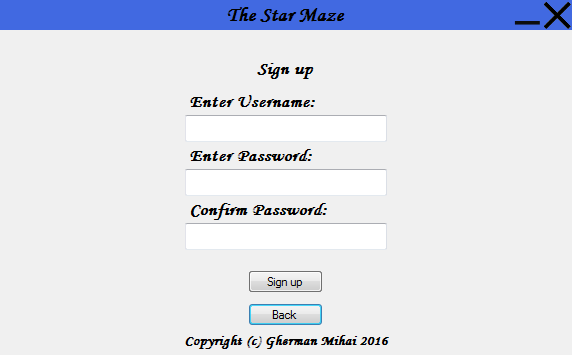 The Star Maze
Sign up
Enter Username:
Enter Password:
Confirm Password:
Sign up
Back
Copyright (c) Gherman Mihai 2016